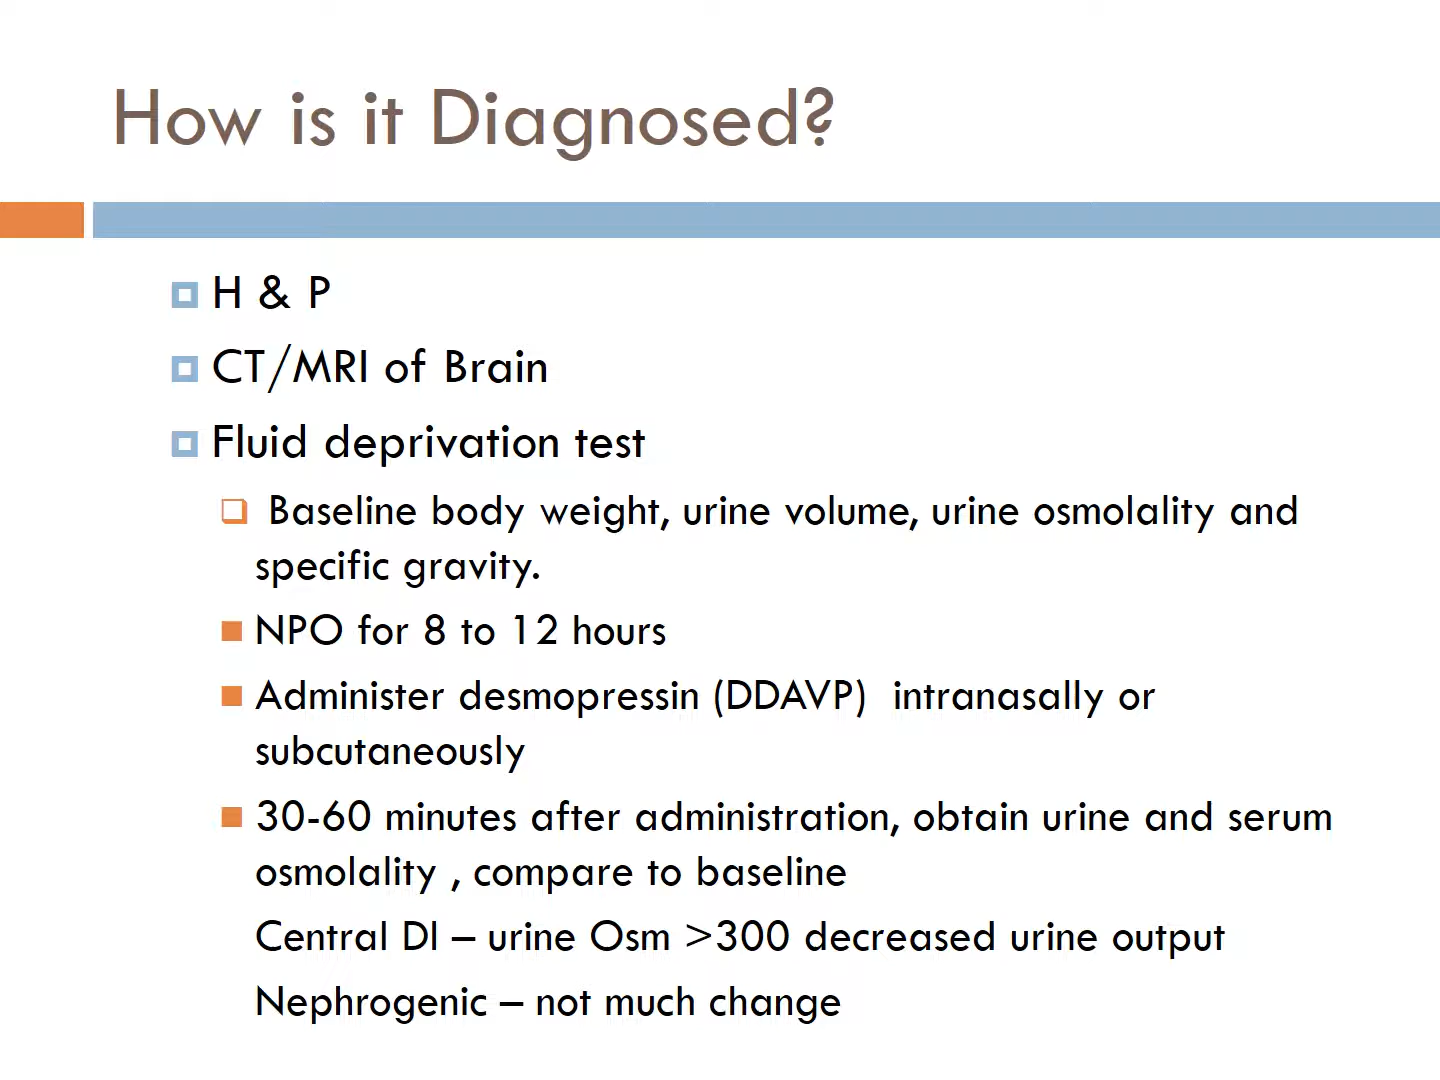 How is it Diagnosed?
H & P
CT/MRI of Brain
Fluid deprivation test
Baseline body weight, urine volume, urine osmolality and
specific gravity.
NPO for 8 to 12 hours
Administer desmopressin (DDAVP)  intranasally or
subcutaneously
30-60 minutes after administration, obtain urine and serum
osmolality , compare to baseline
Central DI – urine Osm >300 decreased urine output
Nephrogenic – not much change